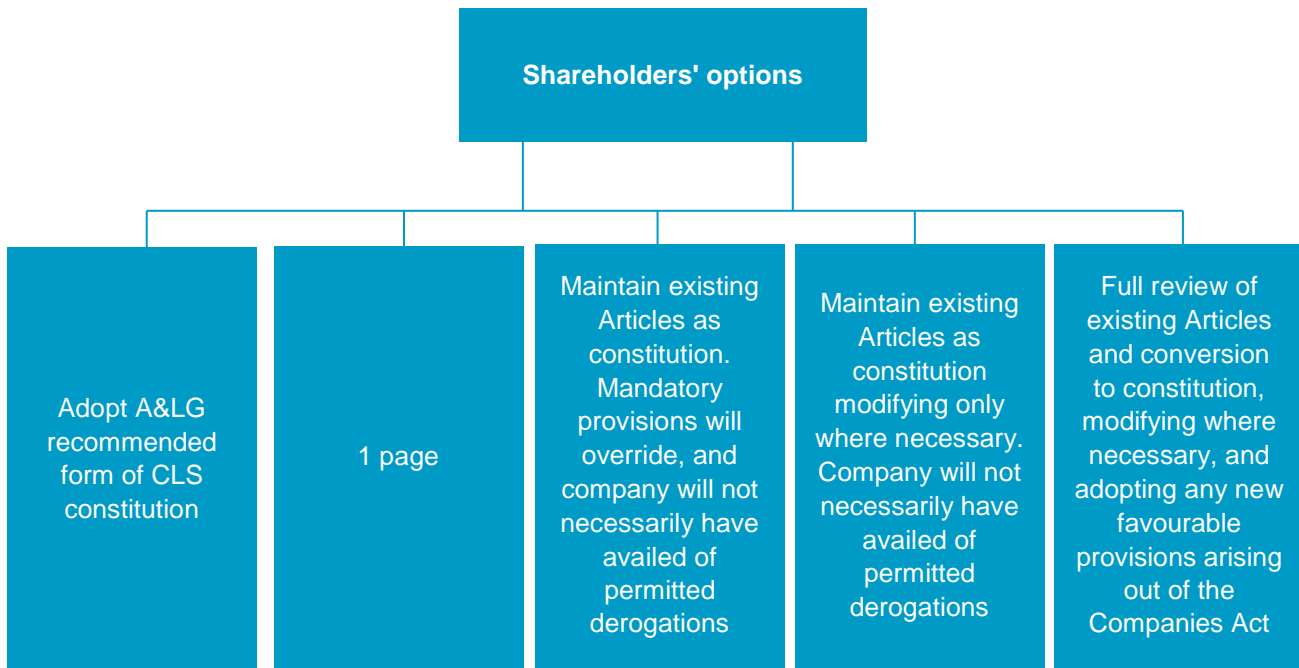 Shareholders' options
Adopt A&LG
recommended
form of CLS
constitution
1 page
Maintain existing
Articles as
constitution.
Mandatory
provisions will
override, and
company will not
necessarily have
availed of
permitted
derogations
Maintain existing
Articles as
constitution
modifying only
where necessary.
Company will not
necessarily have
availed of
permitted
derogations
Full review of
existing Articles
and conversion
to constitution,
modifying where
necessary, and
adopting any new
favourable
provisions arising
out of the
Companies Act